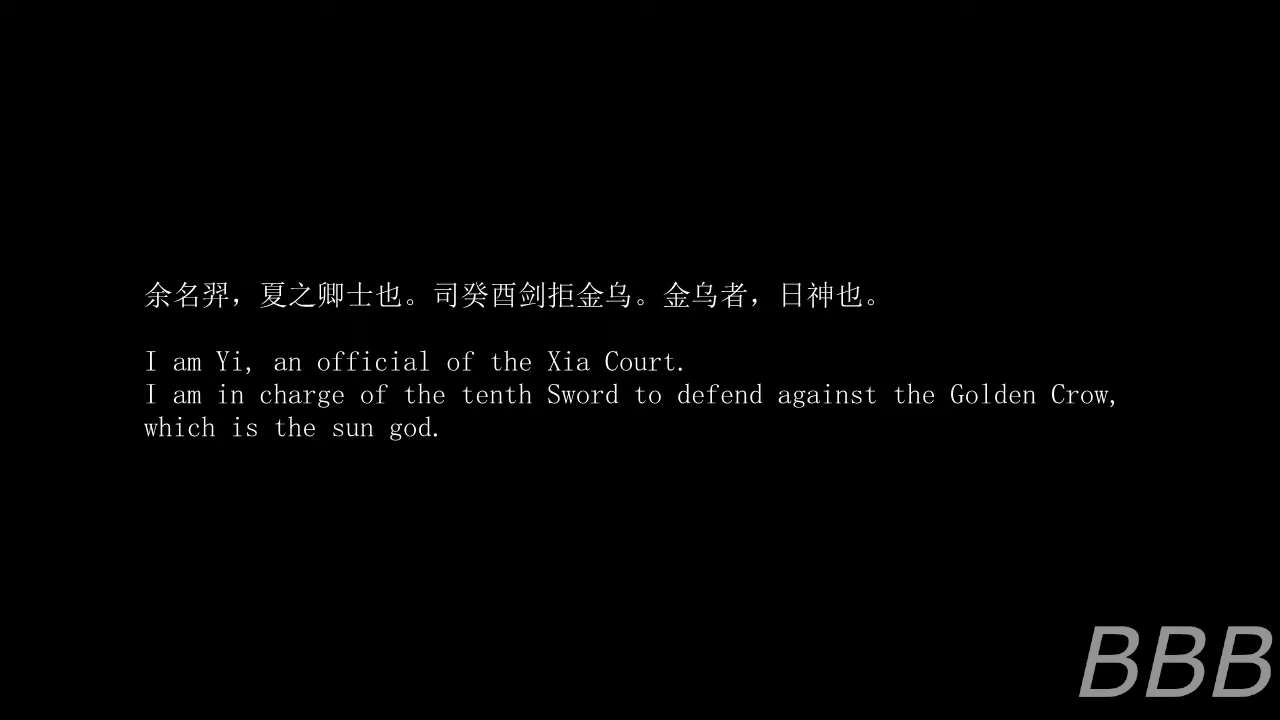 余名羿，夏之卿士也。司癸酉剑拒金乌。金乌者，日神也。
I am Yi, an official of the Xia Court.
I am in charge of the tenth Sword to defend against the Golden Crow,
which is the sun god.
BBB